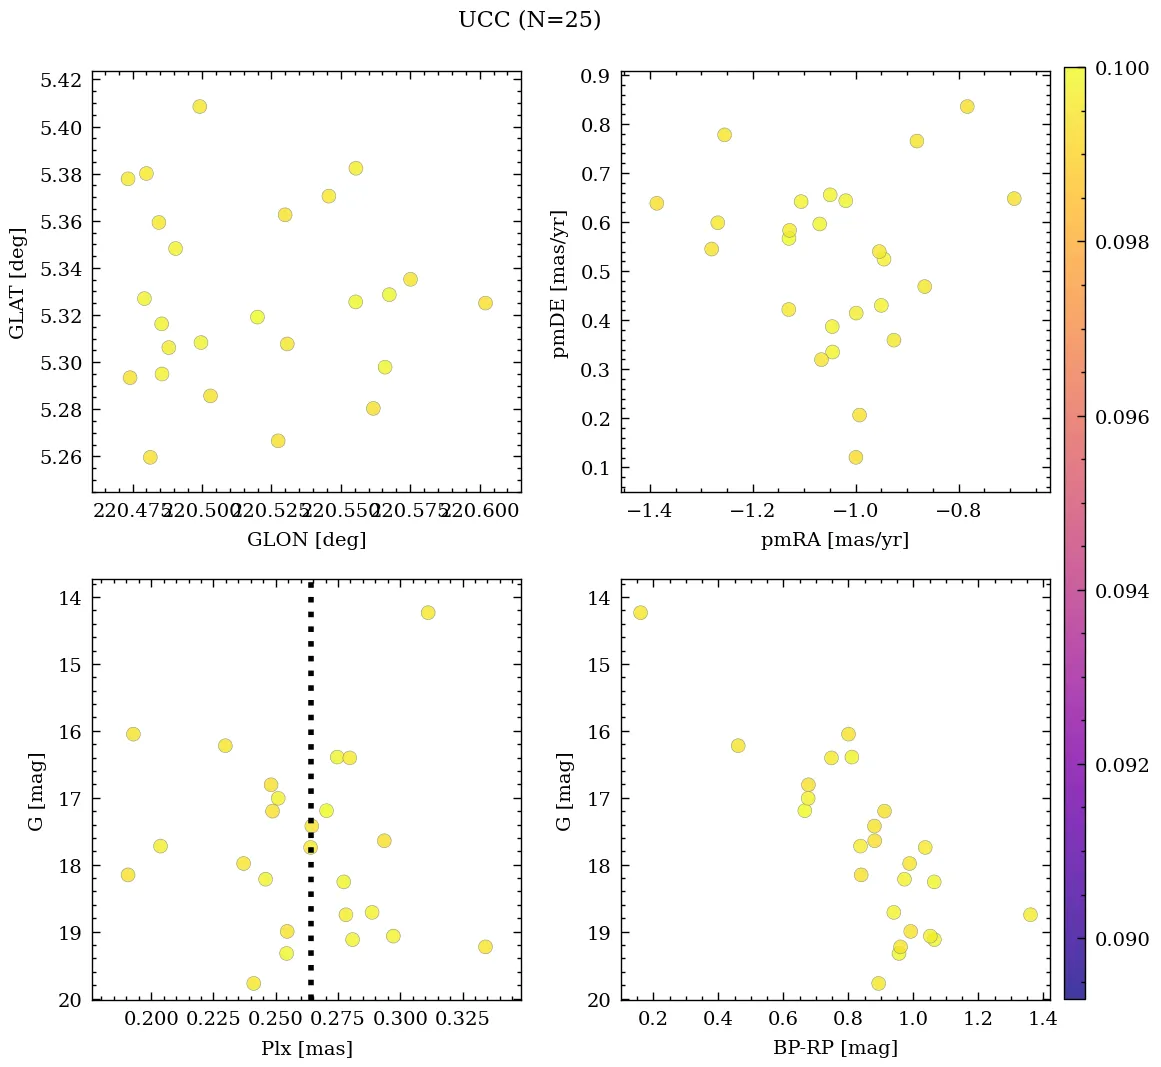 UCC (N=25)
5.42
5.40
5.38
5.36
5.34
5.32
5.30
5.28
5.26
GLAT [deg]
220.475 220.500 220.525 220.550 220.575 220.600
GLON [deg]
0.9
0.8
0.7
0.6
0.5
0.4
0.3
0.2
0.1
pmDE [mas/yr]
−1.4 −1.2 −1.0 −0.8
pmRA [mas/yr]
14
15
16
17
18
19
20
G [mag]
0.200 0.225 0.250 0.275 0.300 0.325
Plx [mas]
14
15
16
17
18
19
20
G [mag]
0.2 0.4 0.6 0.8 1.0 1.2 1.4
BP-RP [mag]
0.100
0.098
0.096
0.094
0.092
0.090